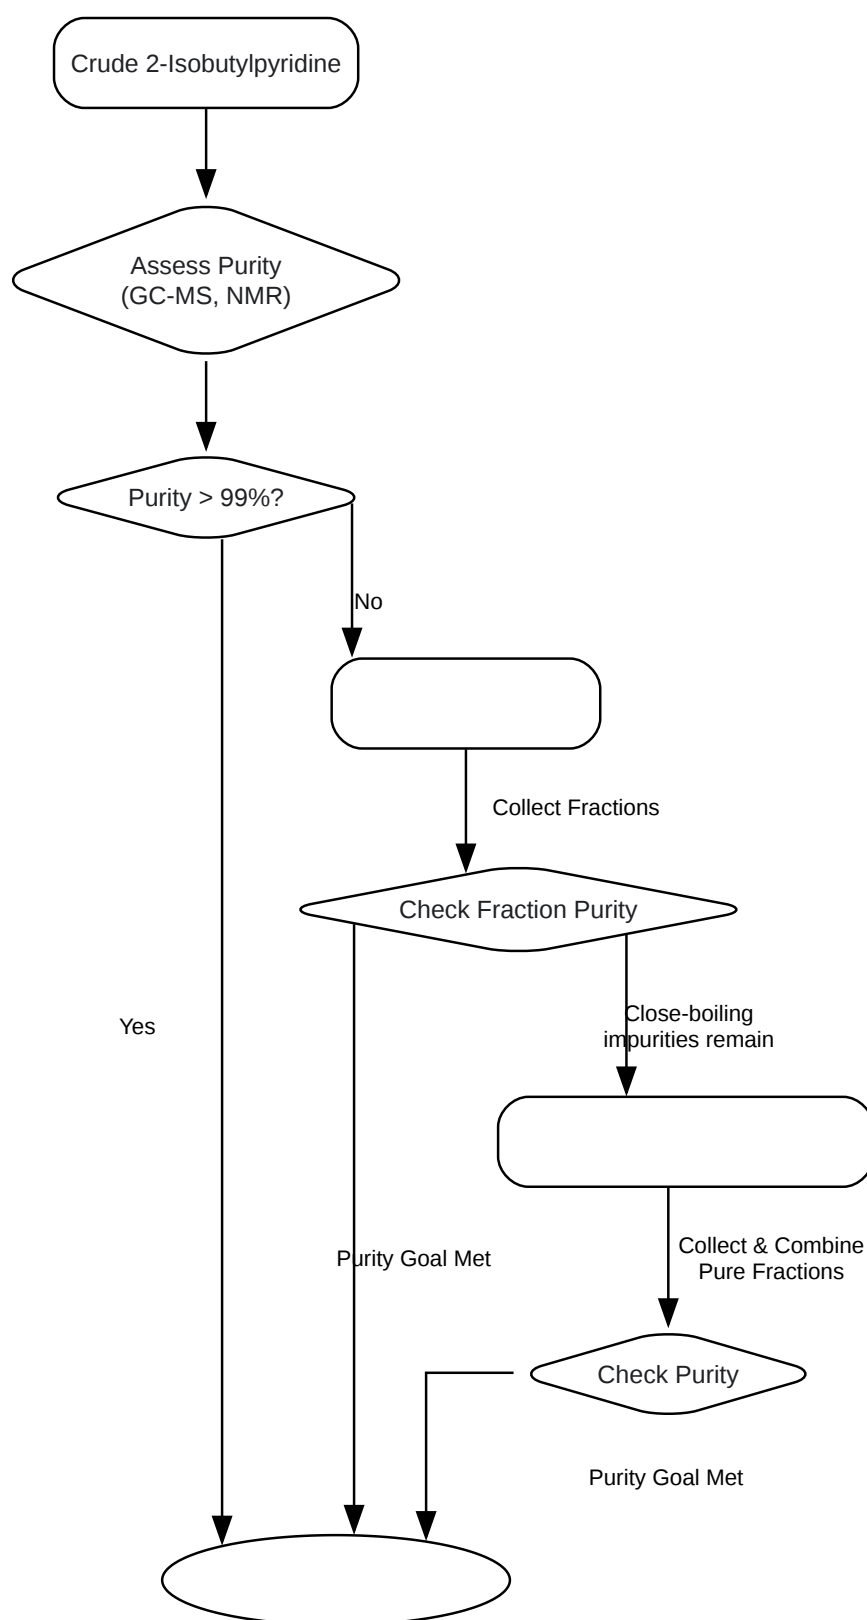 Crude 2-Isobutylpyridine
Assess Purity
(GC-MS, NMR)
Purity > 99%?
No
Collect Fractions
Check Fraction Purity
Close-boiling
impurities remain
Yes
Purity Goal Met
Collect & Combine
Pure Fractions
Check Purity
Purity Goal Met